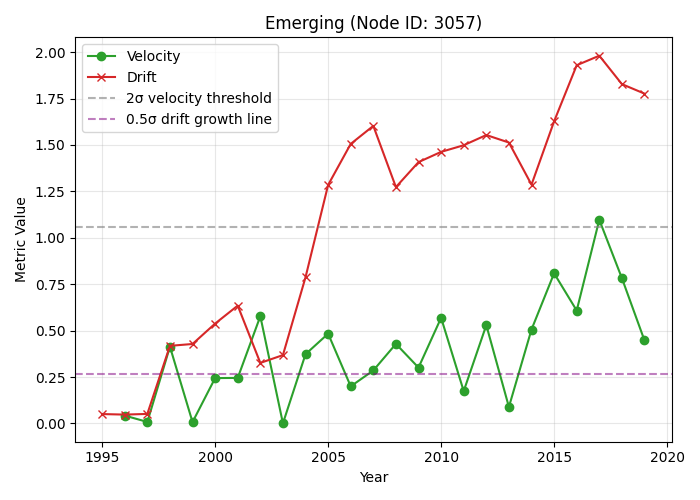 Emerging (Node ID: 3057)
Velocity
Drift
2σ velocity threshold
0.5σ drift growth line
Metric Value
2.00
1.75
1.50
1.25
1.00
0.75
0.50
0.25
0.00
1995
2000
2005
2010
2015
2020
Year